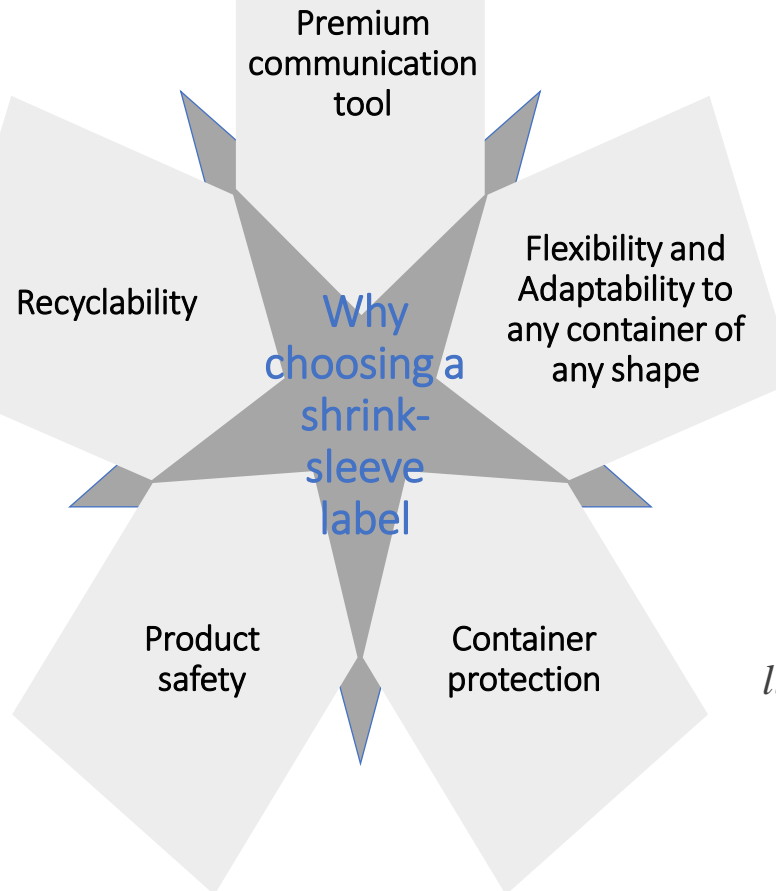 Premium
communication
tool
Flexibility and
Adaptability to
any container of
any shape
Recyclability
Why
choosing a
shrink-
sleeve
label
Product
safety
Container
protection